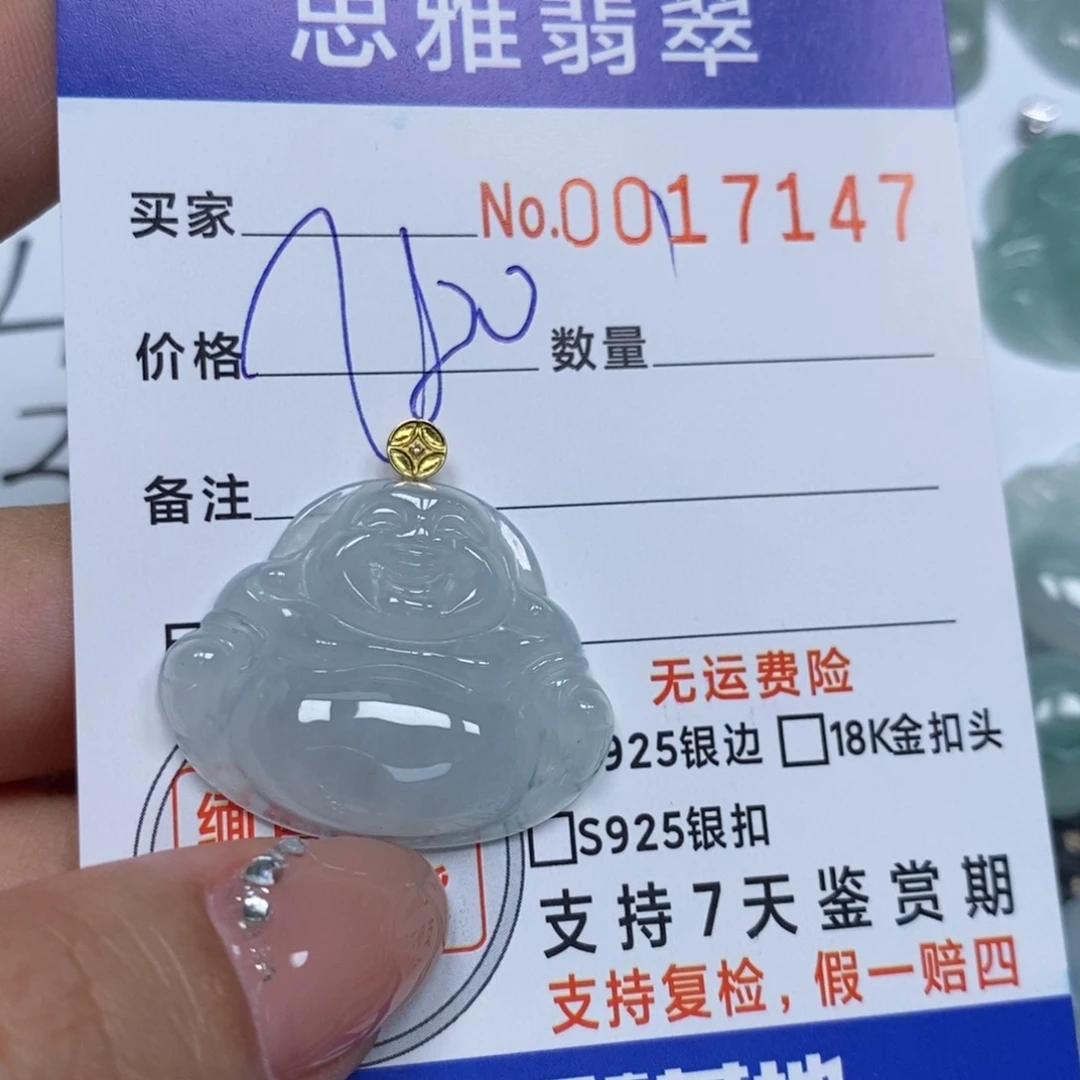 思雅翡翠
买家 No.0017147
价格 数量
备注
无运费险
925银边 □18K金扣头
□S925银扣
支持7天鉴赏期
支持复检，假一赔四